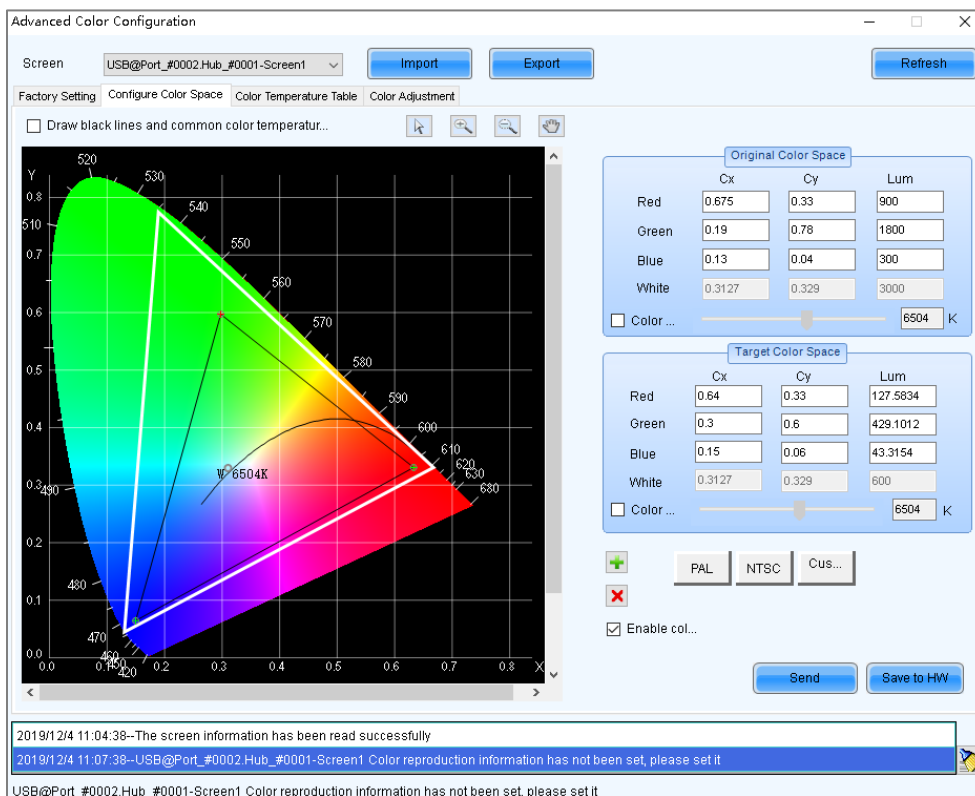 Advanced Color Configuration
Screen USB@Port_#0002.Hub_#0001-Screen1 Import Export Refresh
Factory Setting Configure Color Space Color Temperature Table Color Adjustment
Draw black lines and common color temperatur...
Original Color Space
Cx Cy Lum
Red 0.675 0.33 900
Green 0.19 0.78 1800
Blue 0.13 0.04 300
White 0.3127 0.329 3000
Color ... 6504 K
Target Color Space
Cx Cy Lum
Red 0.64 0.33 127.5834
Green 0.3 0.6 429.1012
Blue 0.15 0.06 43.3154
White 0.3127 0.329 600
Color ... 6504 K
PAL NTSC Cus...
Enable col...
Send Save to HW
Y
0.8
0.7
0.6
0.5
0.4
0.3
0.2
0.1
0.0
0.0 0.1 0.2 0.3 0.4 0.5 0.6 0.7 0.8 X
520
530
510
540
550
560
570
580
590
600
610
620
630
680
490
480
470
460
450
420
W 6504K
2019/12/4 11:04:38--The screen information has been read successfully
2019/12/4 11:07:38--USB@Port_#0002.Hub_#0001-Screen1 Color reproduction information has not been set, please set it
USB@Port_#0002.Hub_#0001-Screen1 Color reproduction information has not been set, please set it